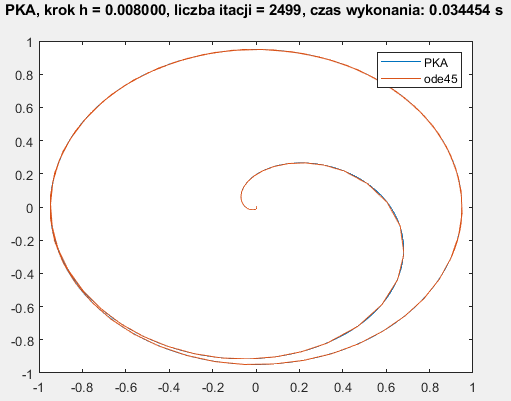 PKA, krok h = 0.008000, liczba itacji = 2499, czas wykonania: 0.034454 s
PKA
ode45
1
0.8
0.6
0.4
0.2
0
-0.2
-0.4
-0.6
-0.8
-1
-1 -0.8 -0.6 -0.4 -0.2 0 0.2 0.4 0.6 0.8 1